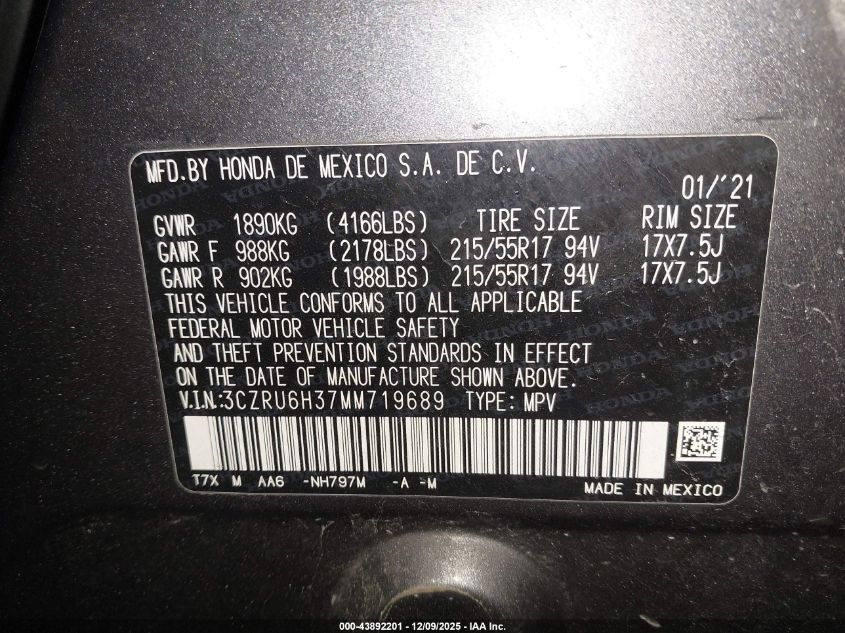 MFD.BY HONDA DE MEXICO S.A. DE C.V.
01/'21
GVWR 1890KG (4166LBS) TIRE SIZE RIM SIZE
GAWR F 988KG (2178LBS) 215/55R17 94V 17X7.5J
GAWR R 902KG (1988LBS) 215/55R17 94V 17X7.5J
THIS VEHICLE CONFORMS TO ALL APPLICABLE
FEDERAL MOTOR VEHICLE SAFETY
AND THEFT PREVENTION STANDARDS IN EFFECT
ON THE DATE OF MANUFACTURE SHOWN ABOVE.
V.I.N.:3CZRU6H37MM719689 TYPE: MPV
T7X M AA6 -NH797M -A -M MADE IN MEXICO
000-43892201 - 12/09/2025 - IAA Inc.